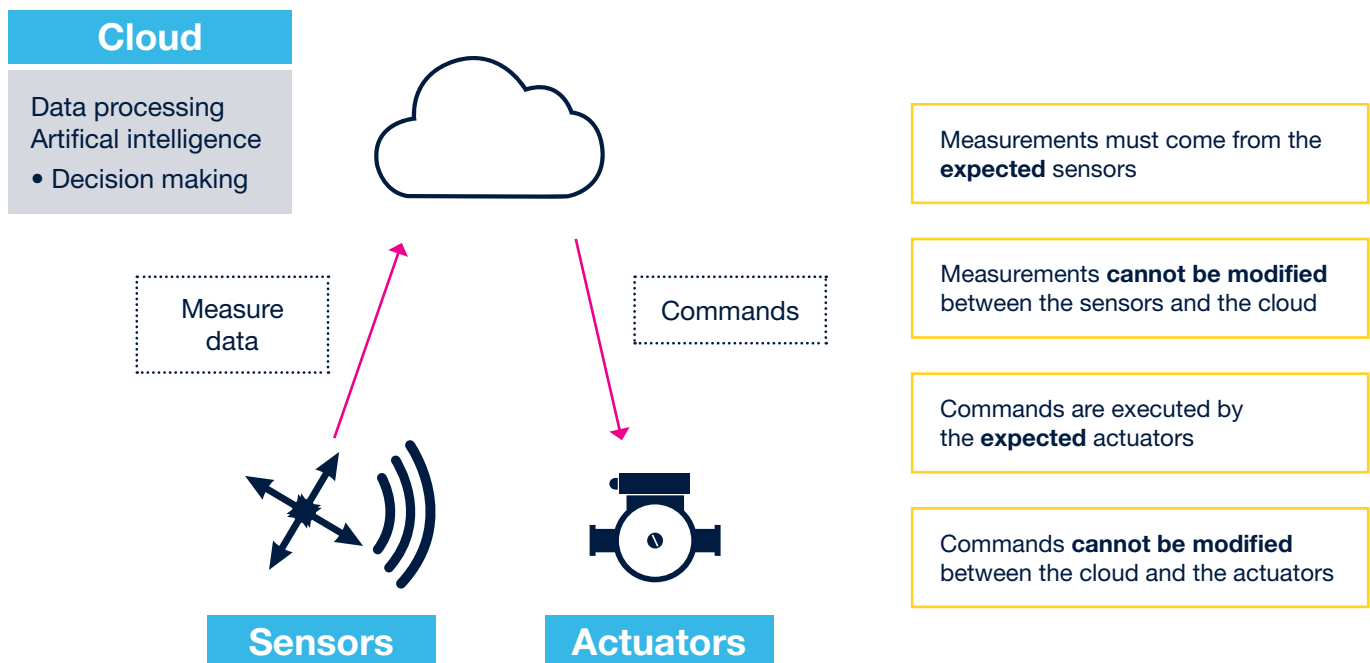 Cloud
Data processing
Artifical intelligence
• Decision making
Measure
data
Commands
Sensors
Actuators
Measurements must come from the
expected sensors
Measurements cannot be modified
between the sensors and the cloud
Commands are executed by
the expected actuators
Commands cannot be modified
between the cloud and the actuators